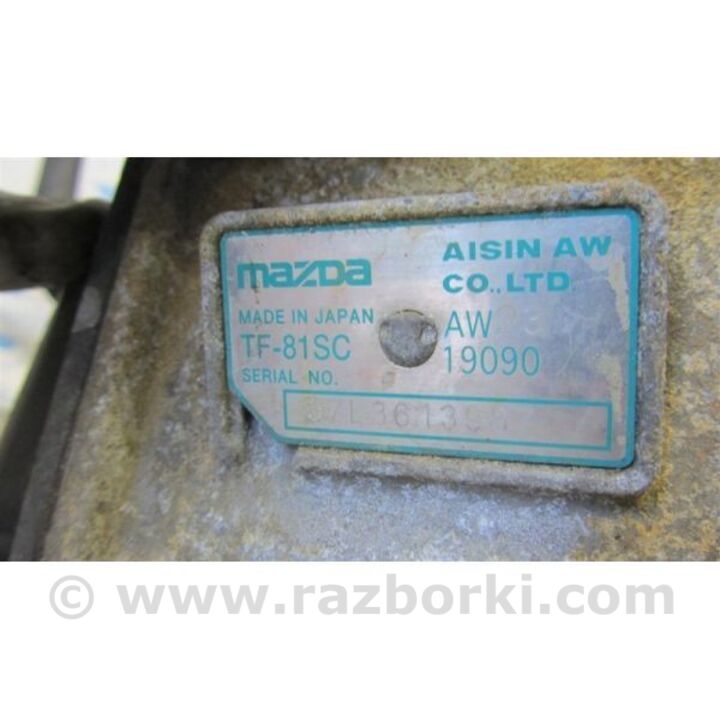 mazda
AISIN AW
CO.,LTD.
MADE IN JAPAN
AW
TF-81SC
19090
SERIAL NO.
© www.razborki.com